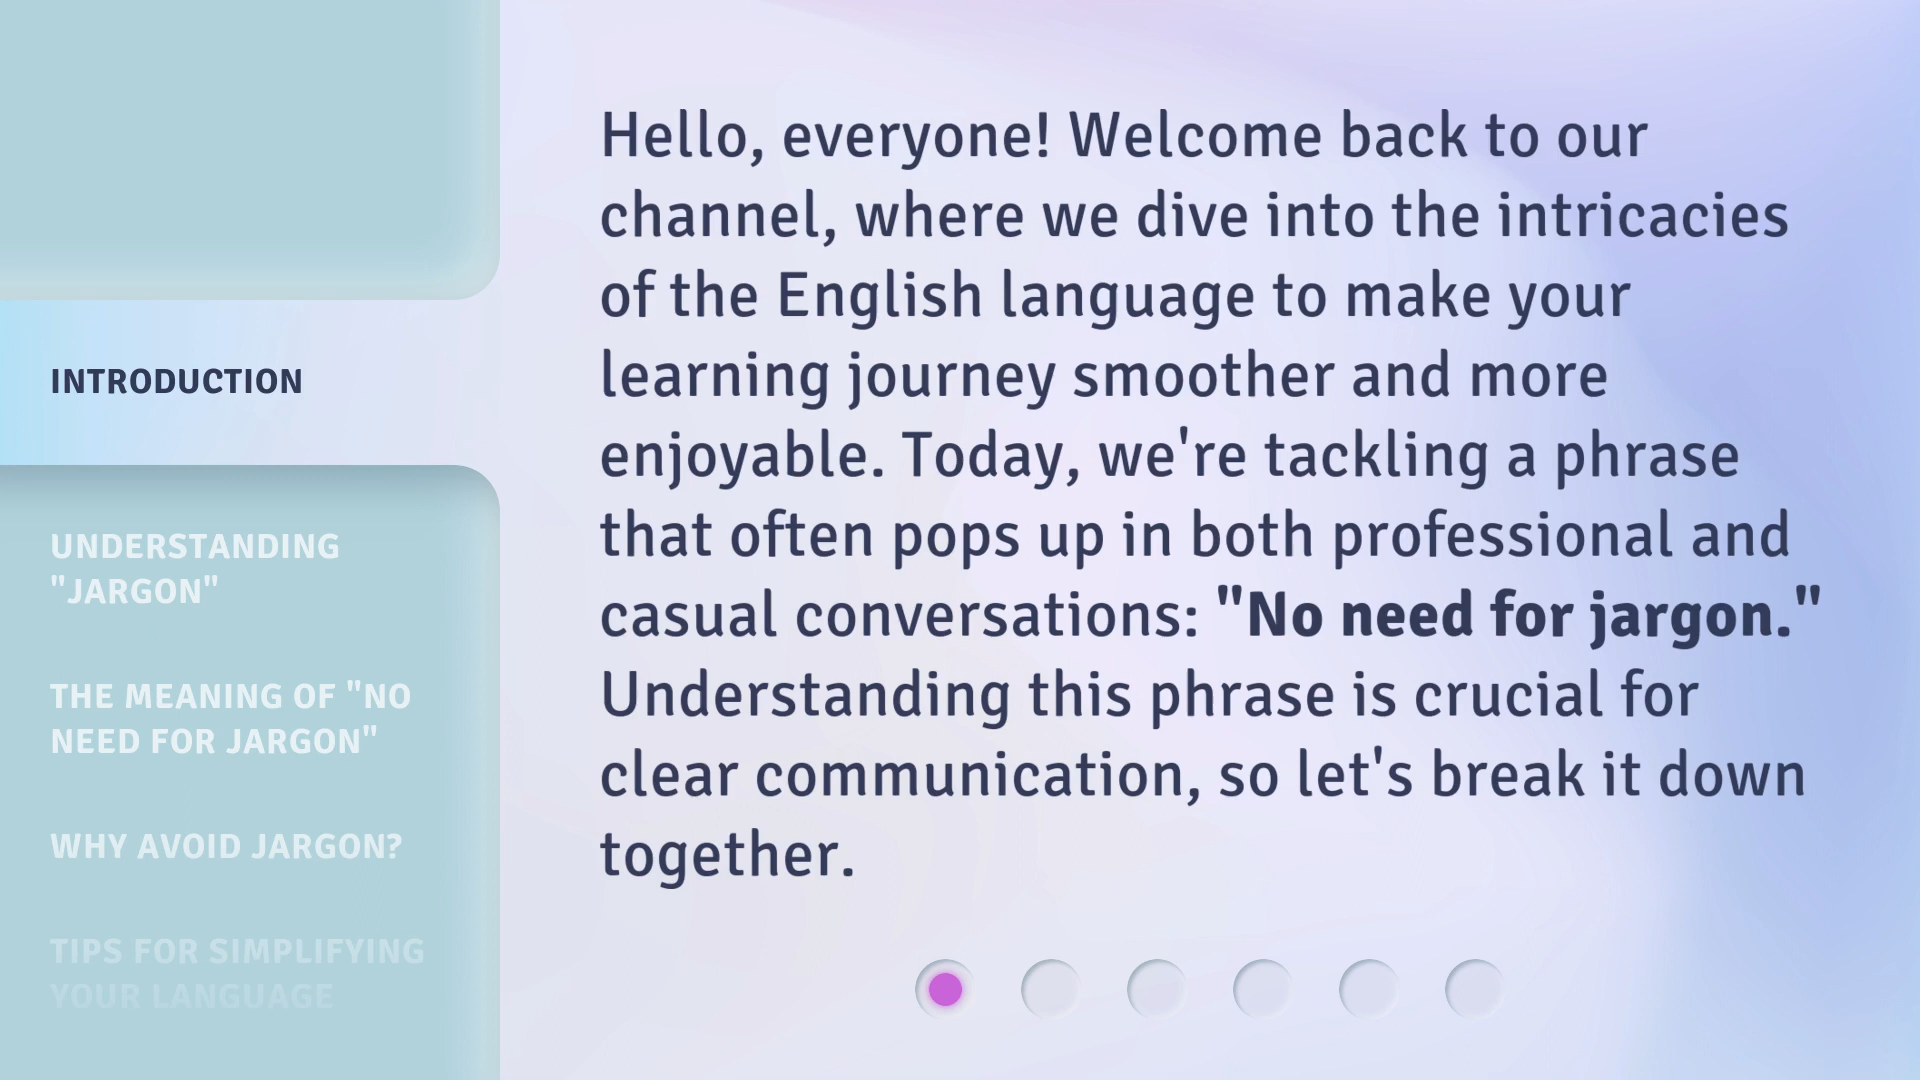 INTRODUCTION
UNDERSTANDING
"JARGON"
THE MEANING OF "NO
NEED FOR JARGON"
WHY AVOID JARGON?
TIPS FOR SIMPLIFYING
YOUR LANGUAGE
Hello, everyone! Welcome back to our
channel, where we dive into the intricacies
of the English language to make your
learning journey smoother and more
enjoyable. Today, we're tackling a phrase
that often pops up in both professional and
casual conversations: "No need for jargon."
Understanding this phrase is crucial for
clear communication, so let's break it down
together.